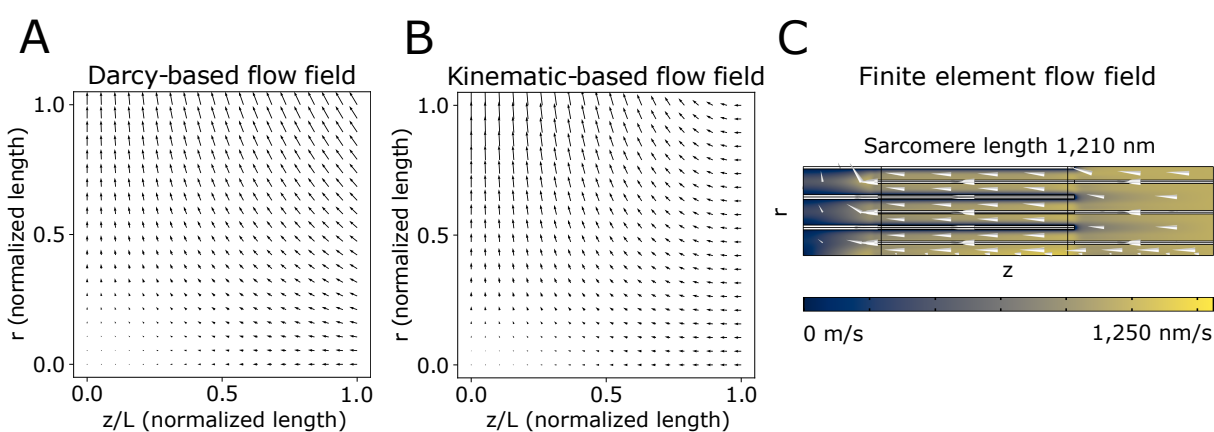 A
Darcy-based flow field
r (normalized length)
1.0
0.5
0.0
0.0
0.5
1.0
z/L (normalized length)
B
Kinematic-based flow field
r (normalized length)
1.0
0.5
0.0
0.0
0.5
1.0
z/L (normalized length)
C
Finite element flow field
Sarcomere length 1,210 nm
r
z
0 m/s
1,250 nm/s